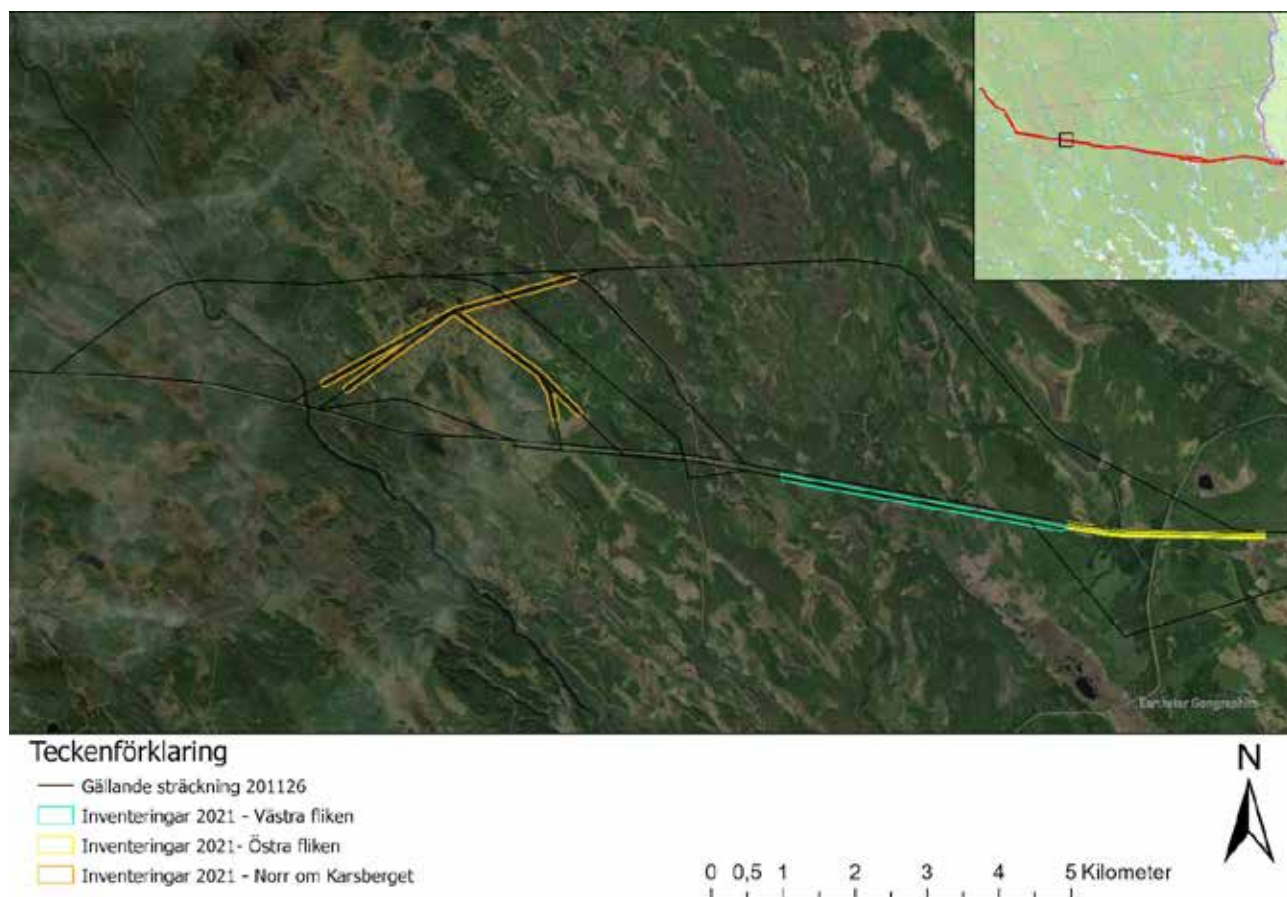 Earthstar Geographics
Teckenförklaring
Gällande sträckning 201126
Inventeringar 2021 - Västra fliken
Inventeringar 2021- Östra fliken
Inventeringar 2021 - Norr om Karsberget
N
0 0,5 1 2 3 4 5 Kilometer